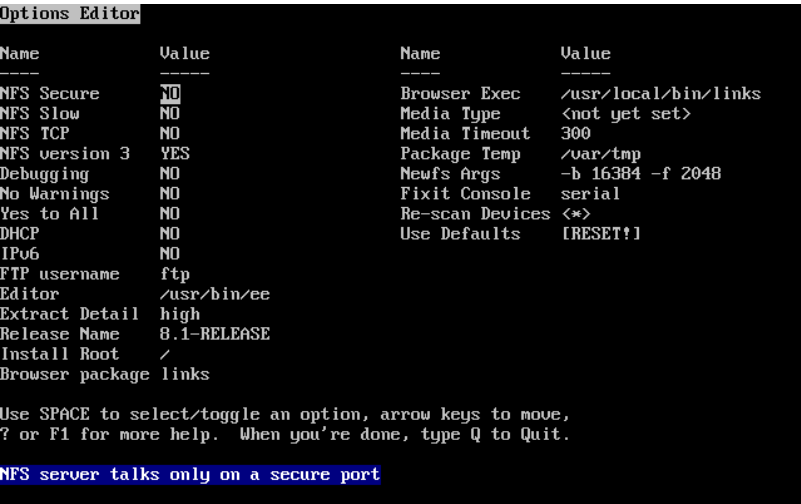 Options Editor
Name Value Name Value
---- ----- ---- -----
NFS Secure NO Browser Exec /usr/local/bin/links
NFS Slow NO Media Type <not yet set>
NFS TCP NO Media Timeout 300
NFS version 3 YES Package Temp /var/tmp
Debugging NO Newfs Args -b 16384 -f 2048
No Warnings NO Fixit Console serial
Yes to All NO Re-scan Devices <*>
DHCP NO Use Defaults [RESET!]
IPv6 NO
FTP username ftp
Editor /usr/bin/ee
Extract Detail high
Release Name 8.1-RELEASE
Install Root /
Browser package links
Use SPACE to select/toggle an option, arrow keys to move,
? or F1 for more help. When you're done, type Q to Quit.
NFS server talks only on a secure port